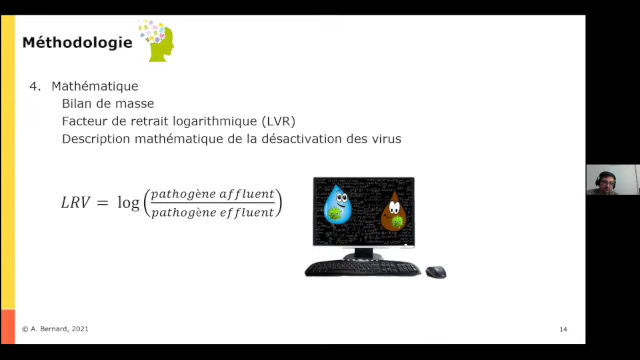 Méthodologie
4. Mathématique
Bilan de masse
Facteur de retrait logarithmique (LVR)
Description mathématique de la désactivation des virus
LRV = log(pathogène affluent / pathogène effluent)
© A. Bernard, 2021
14